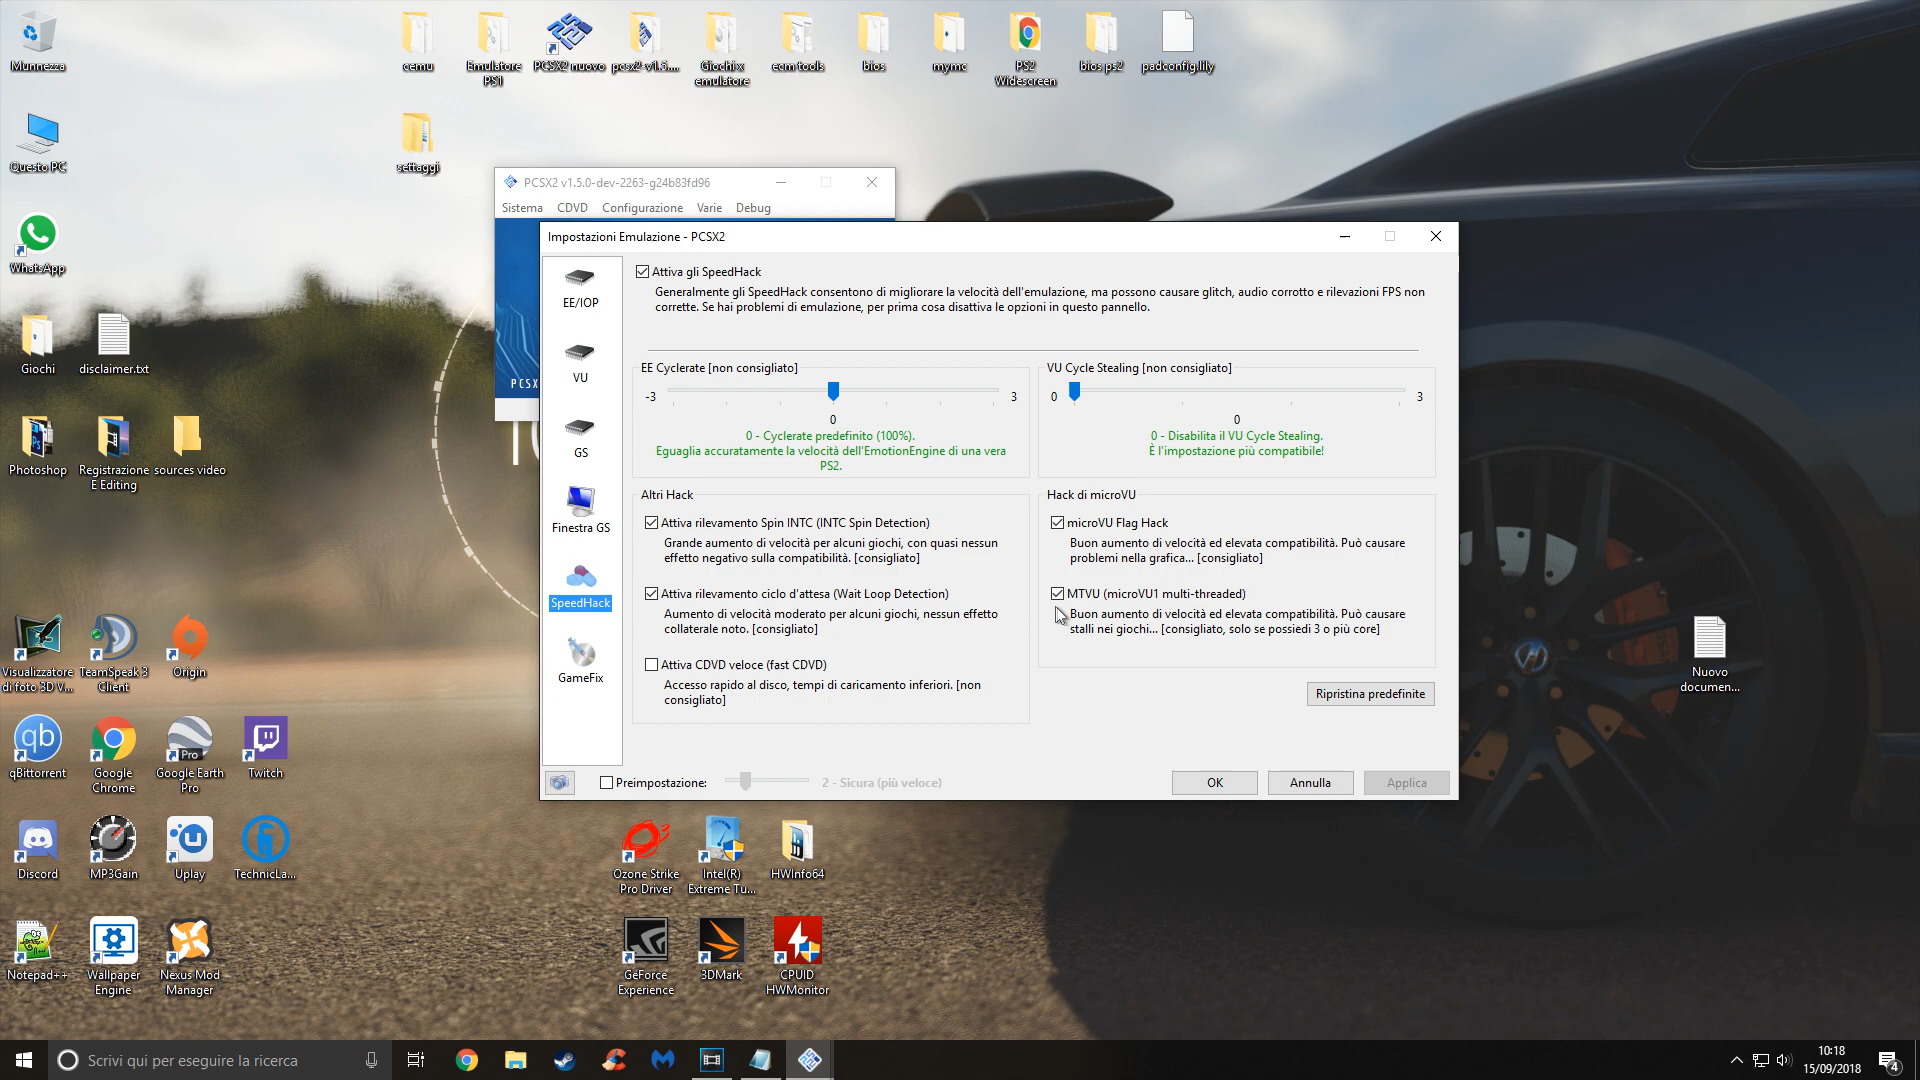 Munnezza
cemu
Emulatore
PS1
PCSX2 nuovo
pcsx2-v1.5....
Giochi x
emulatore
ecm tools
bios
mymc
PS2
Widescreen
bios ps2
padconfig.lily
Questo PC
settaggi
WhatsApp
Giochi
disclaimer.txt
Photoshop
Registrazione
E Editing
sources video
Visualizzatore
di foto 3D V...
TeamSpeak 3
Client
Origin
qBittorrent
Google
Chrome
Pro
Google Earth
Pro
Twitch
Discord
MP3Gain
Uplay
TechnicLa...
Notepad++
Wallpaper
Engine
Nexus Mod
Manager
Ozone Strike
Pro Driver
Intel(R)
Extreme Tu...
HWInfo64
GeForce
Experience
3DMark
CPUID
HWMonitor
Nuovo
documen...
PCSX2 v1.5.0-dev-2263-g24b83fd96
Sistema CDVD Configurazione Varie Debug
PCSX
Impostazioni Emulazione - PCSX2
EE/IOP
VU
GS
Finestra GS
SpeedHack
GameFix
Attiva gli SpeedHack
Generalmente gli SpeedHack consentono di migliorare la velocità dell'emulazione, ma possono causare glitch, audio corrotto e rilevazioni FPS non
corrette. Se hai problemi di emulazione, per prima cosa disattiva le opzioni in questo pannello.
EE Cyclerate [non consigliato]
-3
3
0
0 - Cyclerate predefinito (100%).
Eguaglia accuratamente la velocità dell'EmotionEngine di una vera
PS2.
VU Cycle Stealing [non consigliato]
0
3
0
0 - Disabilita il VU Cycle Stealing.
È l'impostazione più compatibile!
Altri Hack
Attiva rilevamento Spin INTC (INTC Spin Detection)
Grande aumento di velocità per alcuni giochi, con quasi nessun
effetto negativo sulla compatibilità. [consigliato]
Attiva rilevamento ciclo d'attesa (Wait Loop Detection)
Aumento di velocità moderato per alcuni giochi, nessun effetto
collaterale noto. [consigliato]
Attiva CDVD veloce (fast CDVD)
Accesso rapido al disco, tempi di caricamento inferiori. [non
consigliato]
Hack di microVU
microVU Flag Hack
Buon aumento di velocità ed elevata compatibilità. Può causare
problemi nella grafica... [consigliato]
MTVU (microVU1 multi-threaded)
Buon aumento di velocità ed elevata compatibilità. Può causare
stalli nei giochi... [consigliato, solo se possiedi 3 o più core]
Ripristina predefinite
Preimpostazione:
2 - Sicura (più veloce)
OK
Annulla
Applica
Scrivi qui per eseguire la ricerca
10:18
15/09/2018
4